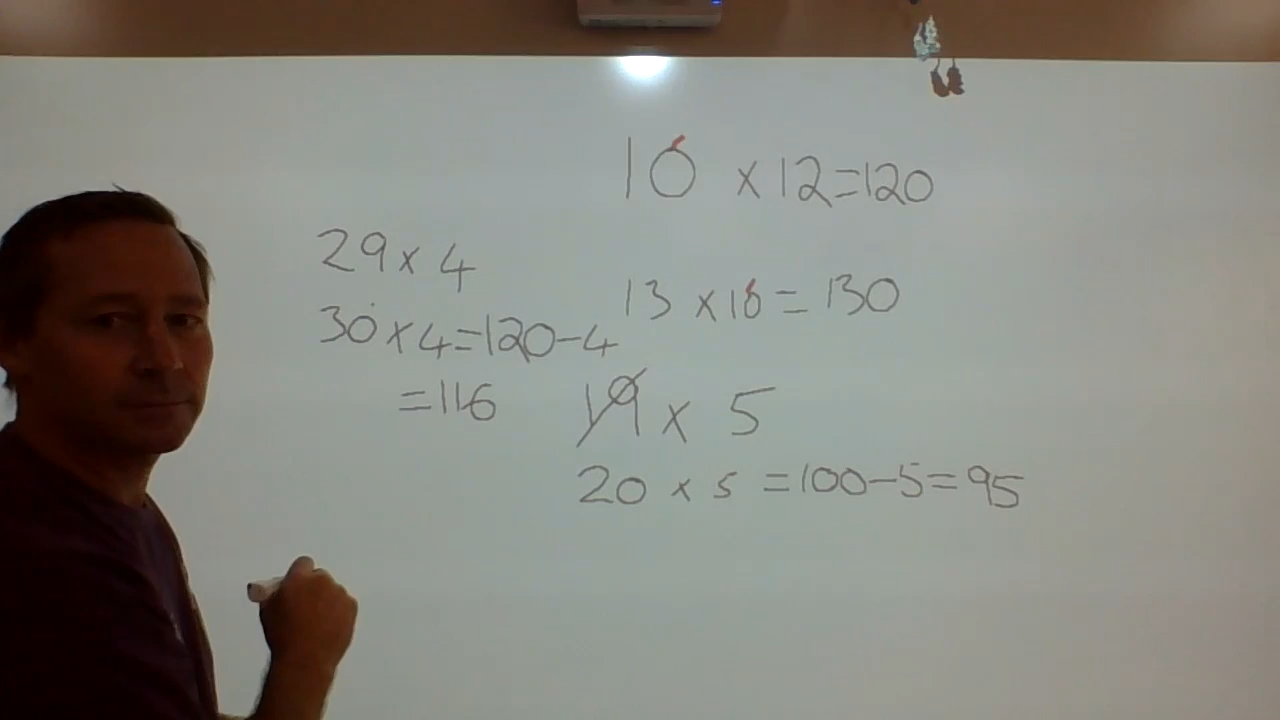 10 x 12=120
29 x 4
30 x 4=120-4
=116
13 x 10 = 130
19 x 5
20 x 5 =100-5=95